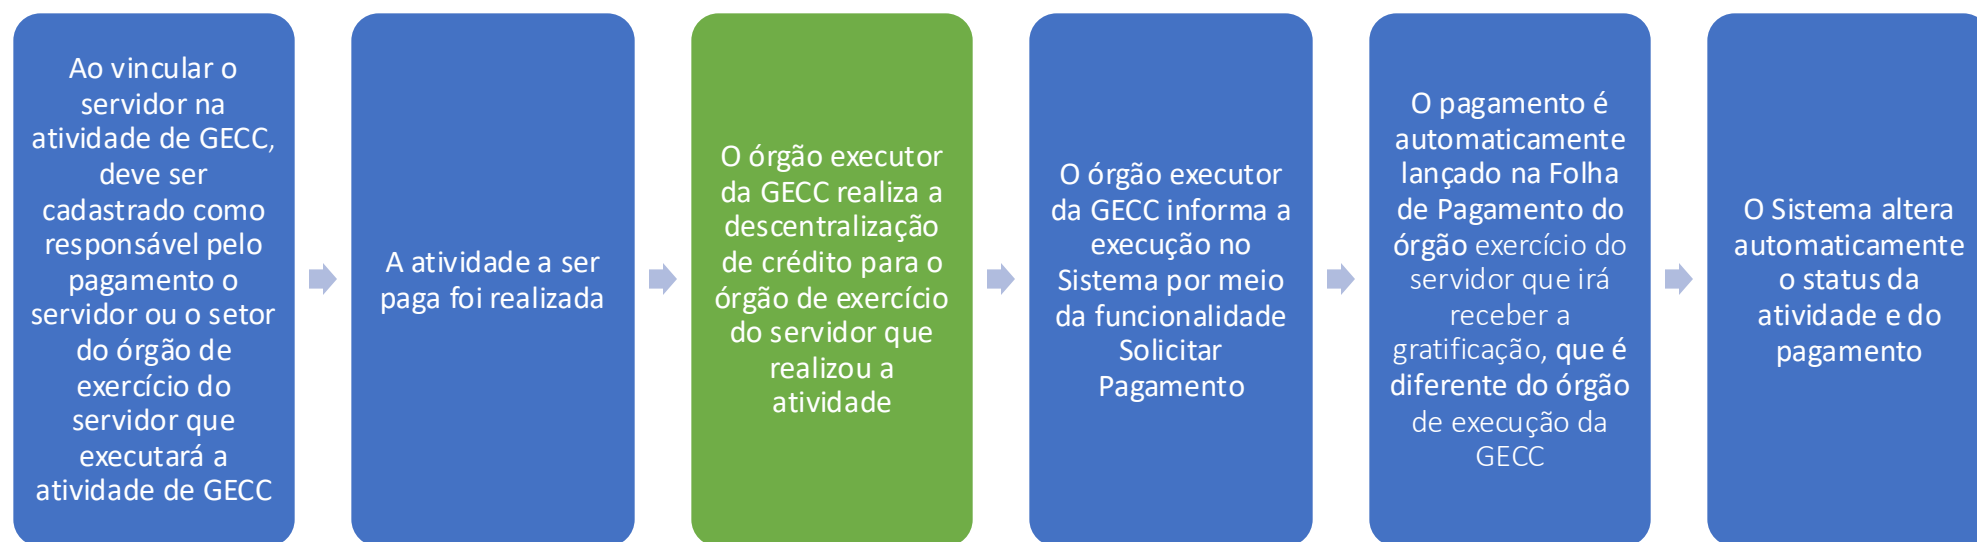 Ao vincular o
servidor na
atividade de GECC,
deve ser
cadastrado como
responsável pelo
pagamento o
servidor ou o setor
do órgão de
exercício do
servidor que
executará a
atividade de GECC
A atividade a ser
paga foi realizada
O órgão executor
da GECC realiza a
descentralização
de crédito para o
órgão de exercício
do servidor que
realizou a
atividade
O órgão executor
da GECC informa a
execução no
Sistema por meio
da funcionalidade
Solicitar
Pagamento
O pagamento é
automaticamente
lançado na Folha
de Pagamento do
órgão exercício do
servidor que irá
receber a
gratificação, que é
diferente do órgão
de execução da
GECC
O Sistema altera
automaticamente
o status da
atividade e do
pagamento